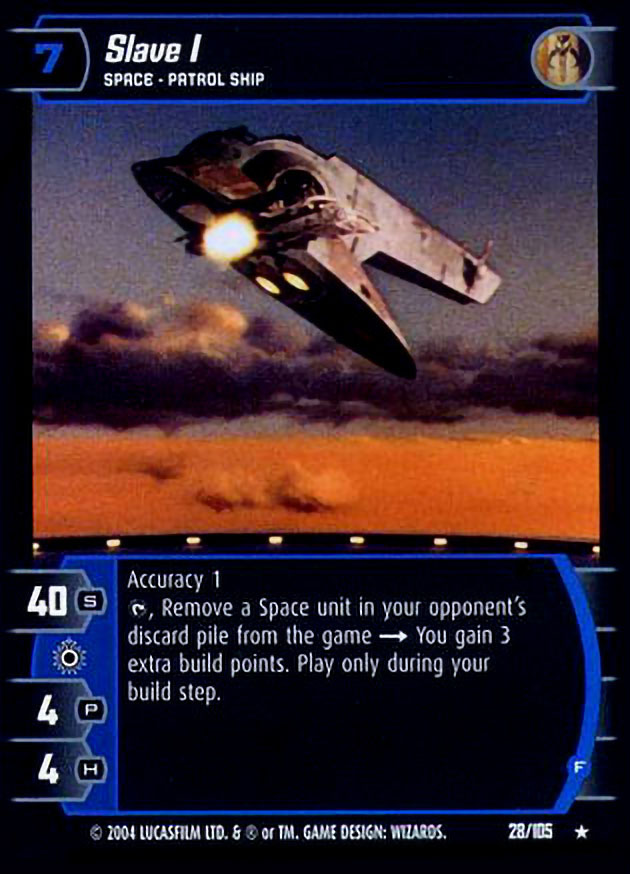 7
Slave I
SPACE - PATROL SHIP
40 S
4 P
4 H
Accuracy 1
, Remove a Space unit in your opponent's
discard pile from the game → You gain 3
extra build points. Play only during your
build step.
F
© 2004 LUCASFILM LTD. & ® or TM. GAME DESIGN: WIZARDS.
28/105 ★